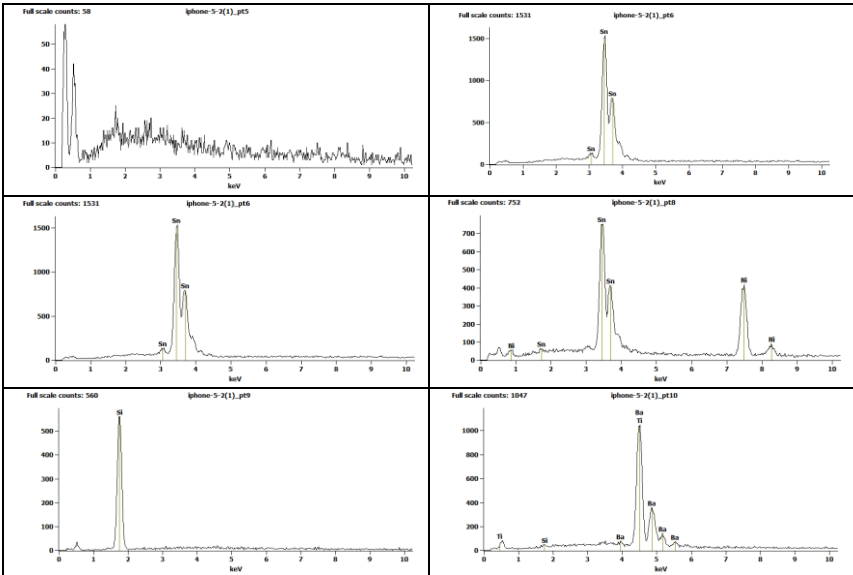 Full scale counts: 58 iphone-5-2(1)_pt5
50
40
30
20
10
0
0 1 2 3 4 5 6 7 8 9 10
keV
Full scale counts: 1531 iphone-5-2(1)_pt6
1500
1000
500
0
Sn
Sn
Sn
0 1 2 3 4 5 6 7 8 9 10
keV
Full scale counts: 1531 iphone-5-2(1)_pt6
1500
1000
500
0
Sn
Sn
Sn
0 1 2 3 4 5 6 7 8 9 10
keV
Full scale counts: 752 iphone-5-2(1)_pt8
700
600
500
400
300
200
100
0
Sn
Sn
Ni
Ni
Ni
Sn
0 1 2 3 4 5 6 7 8 9 10
keV
Full scale counts: 560 iphone-5-2(1)_pt9
500
400
300
200
100
0
Si
0 1 2 3 4 5 6 7 8 9 10
keV
Full scale counts: 1047 iphone-5-2(1)_pt10
1000
800
600
400
200
0
Ba
Ti
Ba
Ba
Ba
Ba
Ti
Si
0 1 2 3 4 5 6 7 8 9 10
keV